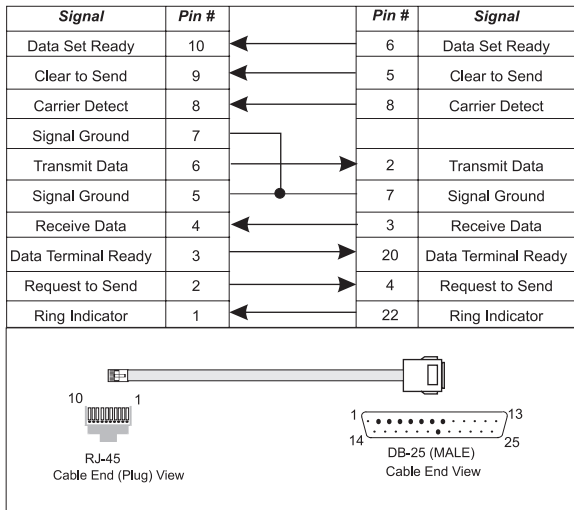 Signal Pin # Pin # Signal
Data Set Ready 10 6 Data Set Ready
Clear to Send 9 5 Clear to Send
Carrier Detect 8 8 Carrier Detect
Signal Ground 7
Transmit Data 6 2 Transmit Data
Signal Ground 5 7 Signal Ground
Receive Data 4 3 Receive Data
Data Terminal Ready 3 20 Data Terminal Ready
Request to Send 2 4 Request to Send
Ring Indicator 1 22 Ring Indicator
10 1
RJ-45
Cable End (Plug) View
1 13
14 25
DB-25 (MALE)
Cable End View